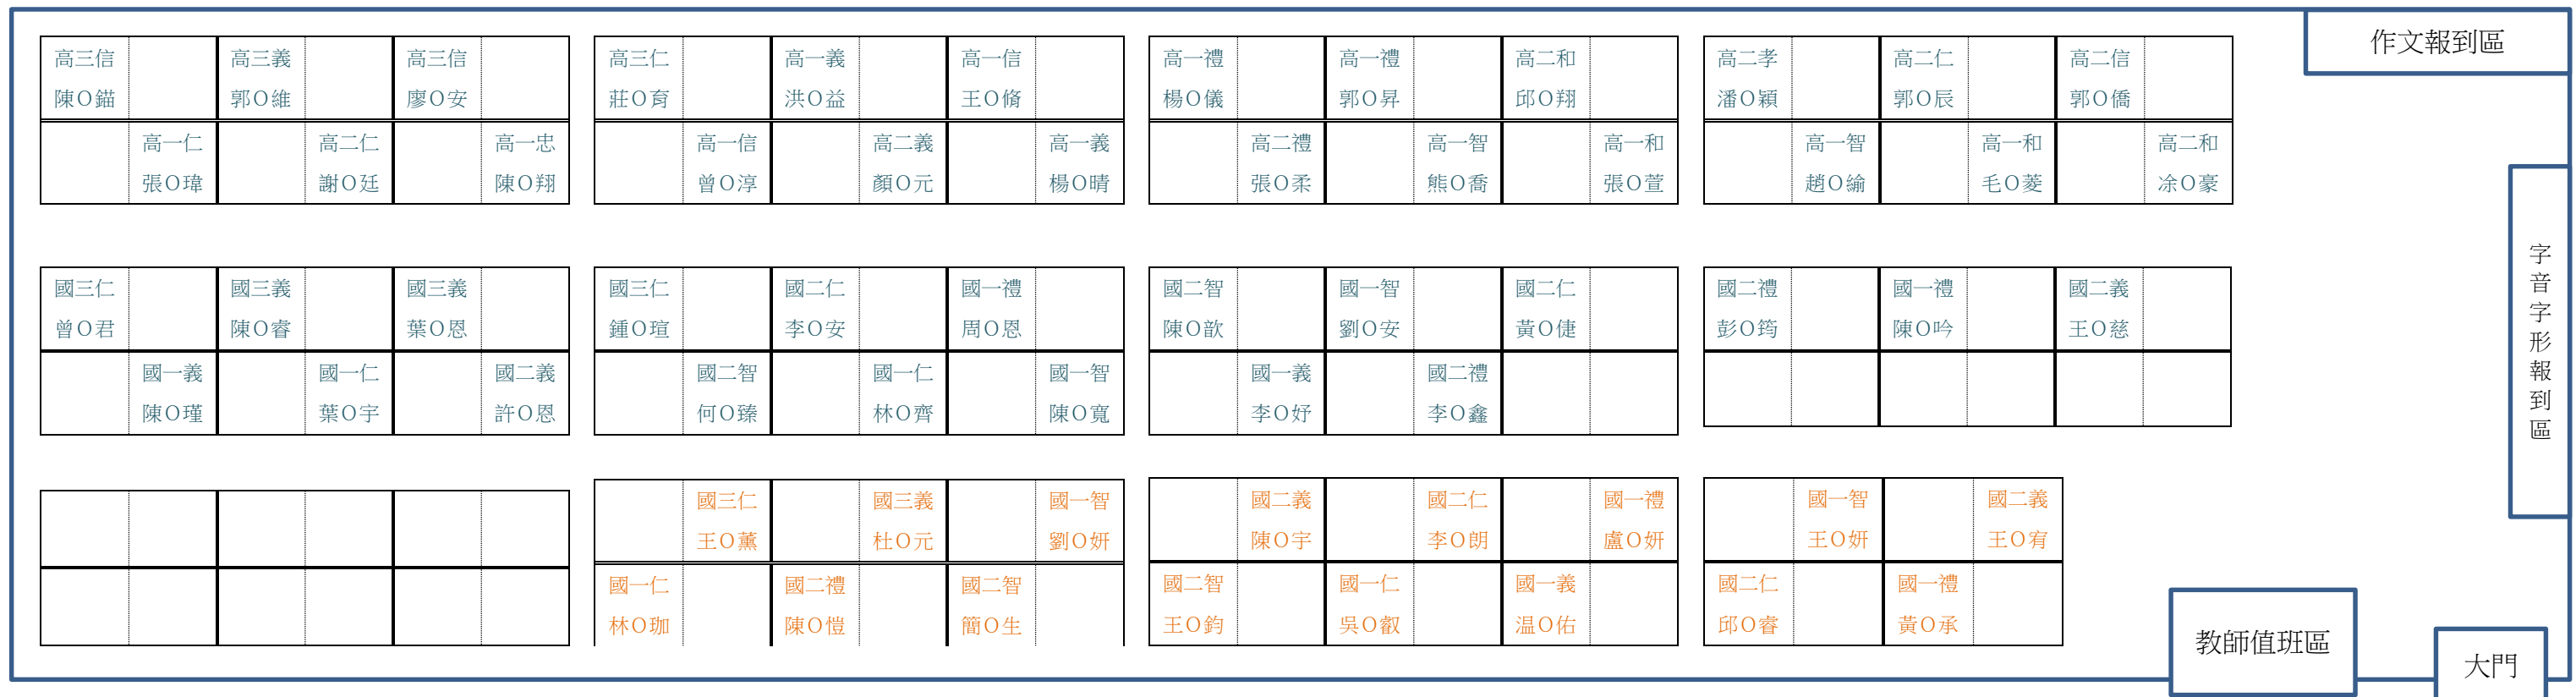 作文報到區
高三信 高三義 高三信 高三仁 高一義 高一信 高一禮 高一禮 高二和 高二孝 高二仁 高二信
陳O錨 郭O維 廖O安 莊O育 洪O益 王O脩 楊O儀 郭O昇 邱O翔 潘O穎 郭O辰 郭O僑
高一仁 高二仁 高一忠 高一信 高二義 高一義 高二禮 高一智 高一和 高一智 高一和 高二和
張O瑋 謝O廷 陳O翔 曾O淳 顏O元 楊O晴 張O柔 熊O喬 張O萱 趙O綸 毛O菱 凃O豪
字音字形報到區
國三仁 國三義 國三義 國三仁 國二仁 國一禮 國二智 國一智 國二仁 國二禮 國一禮 國二義
曾O君 陳O睿 葉O恩 鍾O瑄 李O安 周O恩 陳O歆 劉O安 黃O倢 彭O筠 陳O吟 王O慈
國一義 國一仁 國二義 國二智 國一仁 國一智 國一義 國二禮
陳O瑾 葉O宇 許O恩 何O臻 林O齊 陳O寬 李O妤 李O鑫
國三仁 國三義 國一智 國二義 國二仁 國一禮 國一智 國二義
王O薰 杜O元 劉O妍 陳O宇 李O朗 盧O妍 王O妍 王O宥
國一仁 國二禮 國二智 國二智 國一仁 國一義 國二仁 國一禮
林O珈 陳O愷 簡O生 王O鈞 吳O叡 温O佑 邱O睿 黃O承
教師值班區
大門